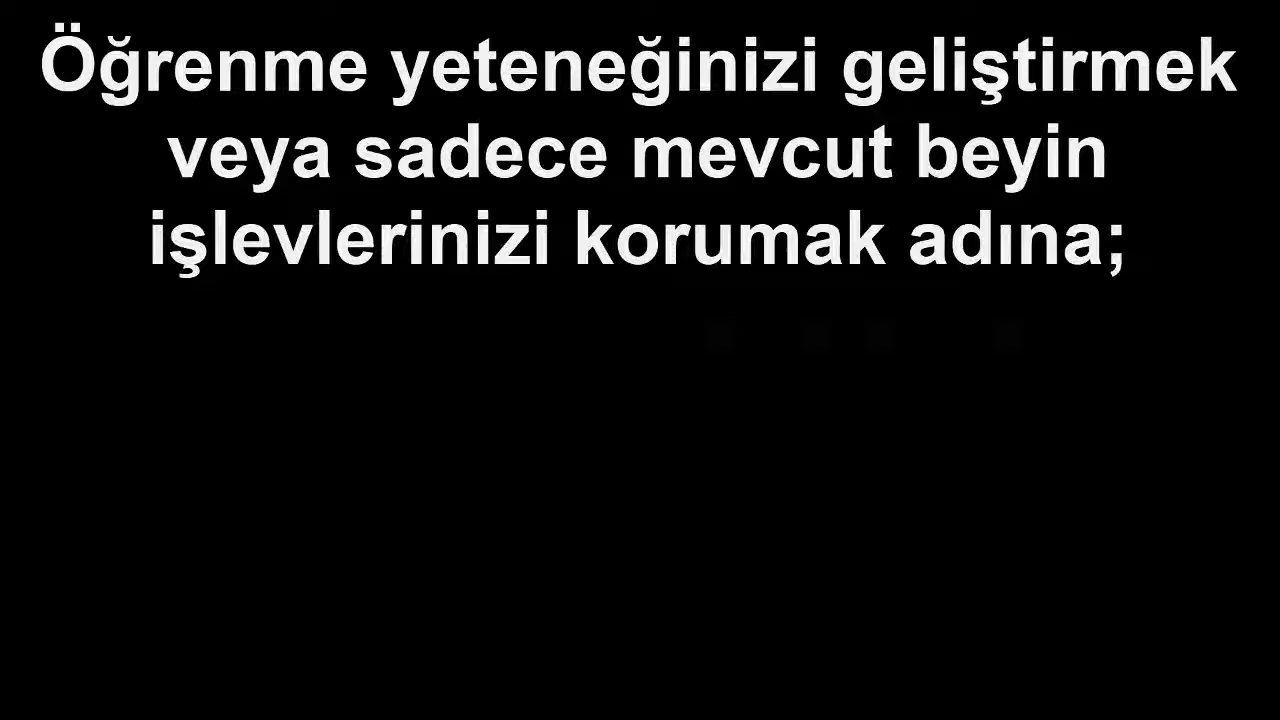 Öğrenme yeteneğinizi geliştirmek
veya sadece mevcut beyin
işlevlerinizi korumak adına;